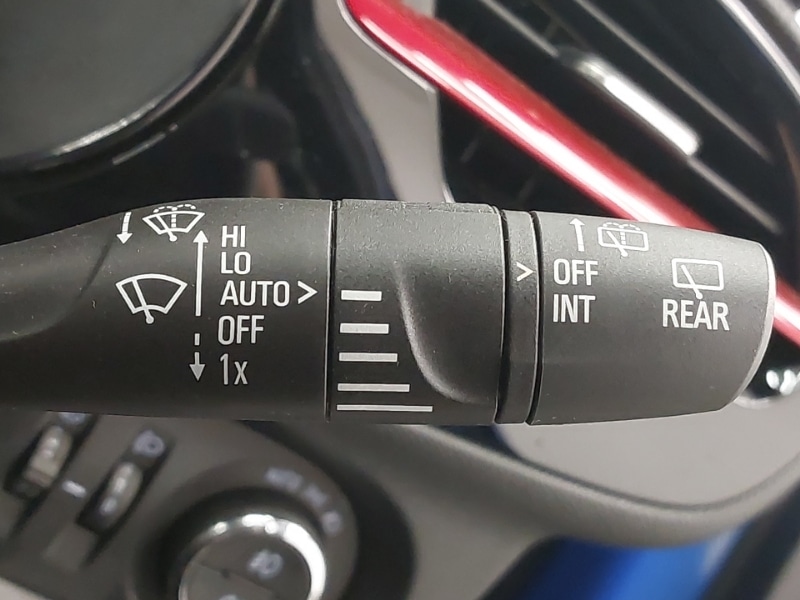 HI
LO
AUTO >
OFF
1x
>
OFF
INT
REAR